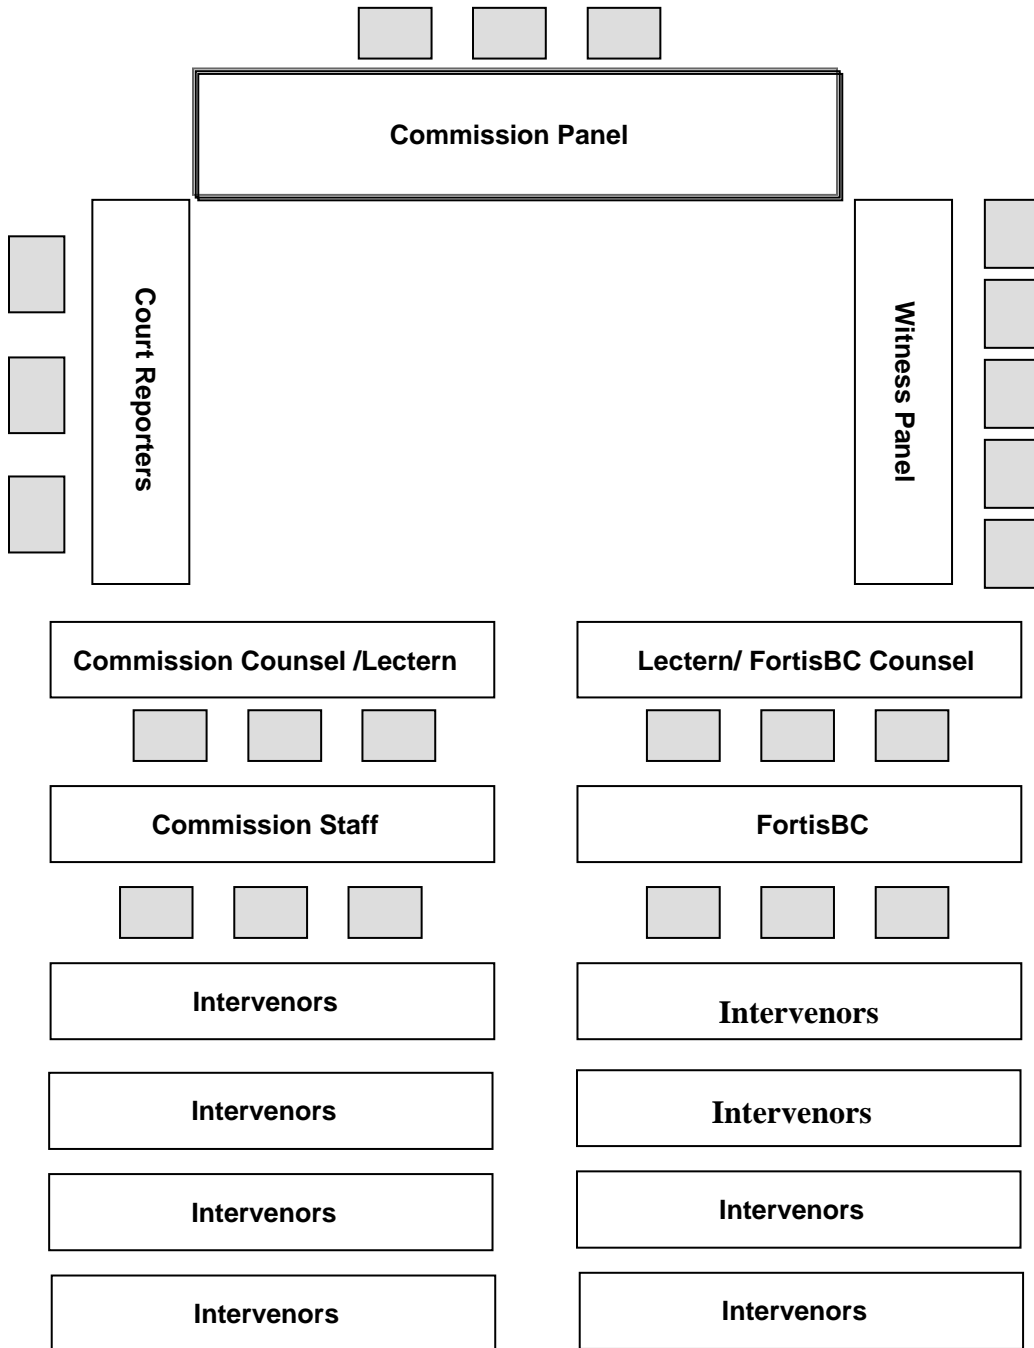 Commission Panel
Court Reporters
Witness Panel
Commission Counsel /Lectern
Lectern/ FortisBC Counsel
Commission Staff
FortisBC
Intervenors
Intervenors
Intervenors
Intervenors
Intervenors
Intervenors
Intervenors
Intervenors